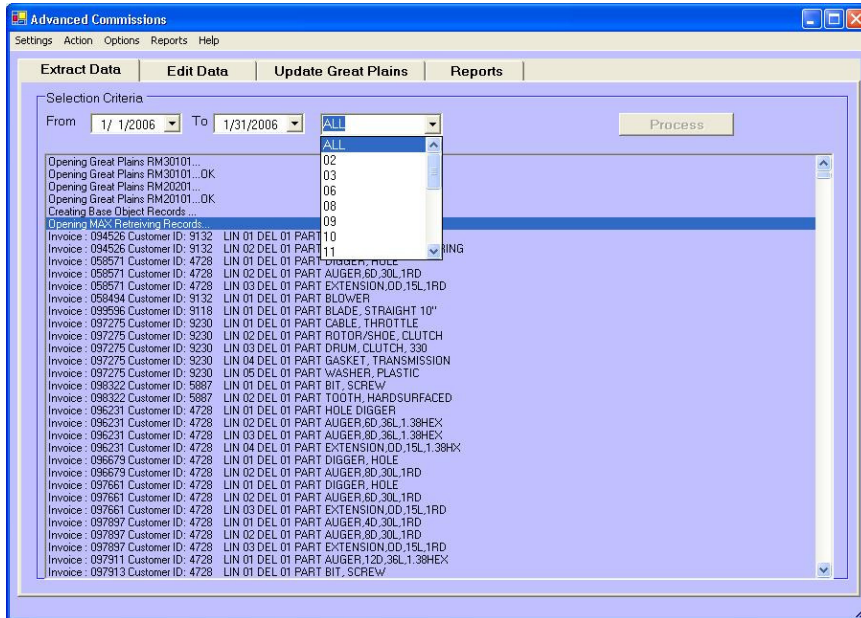 Advanced Commissions
Settings Action Options Reports Help
Extract Data Edit Data Update Great Plains Reports
Selection Criteria
From 1/ 1/2006 To 1/31/2006 ALL Process
ALL
02
03
06
08
09
10
11
Opening Great Plains RM30101...
Opening Great Plains RM30101...OK
Opening Great Plains RM20201...
Opening Great Plains RM20101...OK
Creating Base Object Records ...
Opening MAX Retreiving Records...
Invoice : 094526 Customer ID: 9132 LIN 01 DEL 01 PART
Invoice : 094526 Customer ID: 9132 LIN 02 DEL 01 PART RING
Invoice : 058571 Customer ID: 4728 LIN 01 DEL 01 PART DIGGER, HOLE
Invoice : 058571 Customer ID: 4728 LIN 02 DEL 01 PART AUGER,6D,30L,1RD
Invoice : 058571 Customer ID: 4728 LIN 03 DEL 01 PART EXTENSION,OD,15L,1RD
Invoice : 058494 Customer ID: 9132 LIN 01 DEL 01 PART BLOWER
Invoice : 099596 Customer ID: 9118 LIN 01 DEL 01 PART BLADE, STRAIGHT 10"
Invoice : 097275 Customer ID: 9230 LIN 01 DEL 01 PART CABLE, THROTTLE
Invoice : 097275 Customer ID: 9230 LIN 02 DEL 01 PART ROTOR/SHOE, CLUTCH
Invoice : 097275 Customer ID: 9230 LIN 03 DEL 01 PART DRUM, CLUTCH, 330
Invoice : 097275 Customer ID: 9230 LIN 04 DEL 01 PART GASKET, TRANSMISSION
Invoice : 097275 Customer ID: 9230 LIN 05 DEL 01 PART WASHER, PLASTIC
Invoice : 098322 Customer ID: 5887 LIN 01 DEL 01 PART BIT, SCREW
Invoice : 098322 Customer ID: 5887 LIN 02 DEL 01 PART TOOTH, HARDSURFACED
Invoice : 096231 Customer ID: 4728 LIN 01 DEL 01 PART HOLE DIGGER
Invoice : 096231 Customer ID: 4728 LIN 02 DEL 01 PART AUGER,6D,36L,1.38HEX
Invoice : 096231 Customer ID: 4728 LIN 03 DEL 01 PART AUGER,8D,36L,1.38HEX
Invoice : 096231 Customer ID: 4728 LIN 04 DEL 01 PART EXTENSION,OD,15L,1.38HX
Invoice : 096679 Customer ID: 4728 LIN 01 DEL 01 PART DIGGER, HOLE
Invoice : 096679 Customer ID: 4728 LIN 02 DEL 01 PART AUGER,8D,30L,1RD
Invoice : 097661 Customer ID: 4728 LIN 01 DEL 01 PART DIGGER, HOLE
Invoice : 097661 Customer ID: 4728 LIN 02 DEL 01 PART AUGER,6D,30L,1RD
Invoice : 097661 Customer ID: 4728 LIN 03 DEL 01 PART EXTENSION,OD,15L,1RD
Invoice : 097897 Customer ID: 4728 LIN 01 DEL 01 PART AUGER,4D,30L,1RD
Invoice : 097897 Customer ID: 4728 LIN 02 DEL 01 PART AUGER,8D,30L,1RD
Invoice : 097897 Customer ID: 4728 LIN 03 DEL 01 PART EXTENSION,OD,15L,1RD
Invoice : 097911 Customer ID: 4728 LIN 01 DEL 01 PART AUGER,12D,36L,1.38HEX
Invoice : 097913 Customer ID: 4728 LIN 01 DEL 01 PART BIT, SCREW